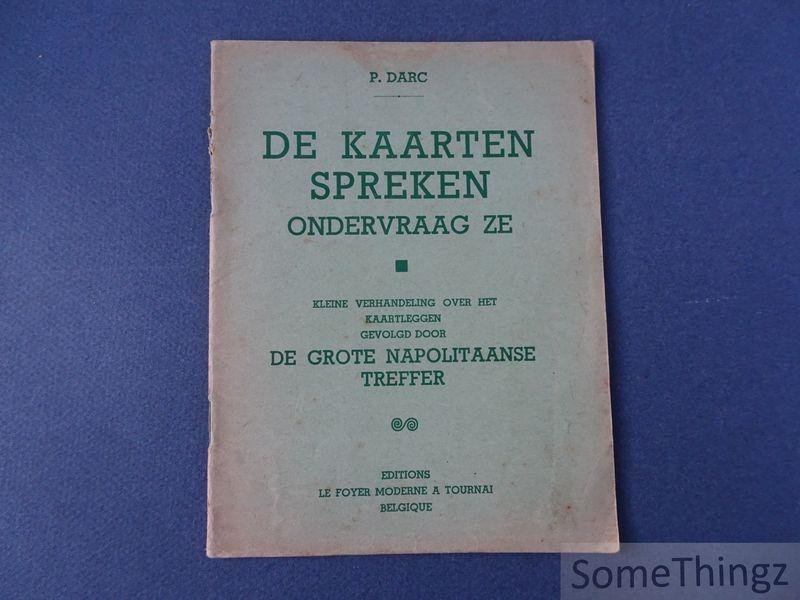 P. DARC
DE KAARTEN
SPREKEN
ONDERVRAAG ZE
KLEINE VERHANDELING OVER HET
KAARTLEGGEN
GEVOLGD DOOR
DE GROTE NAPOLITAANSE
TREFFER
EDITIONS
LE FOYER MODERNE A TOURNAI
BELGIQUE
SomeThingz